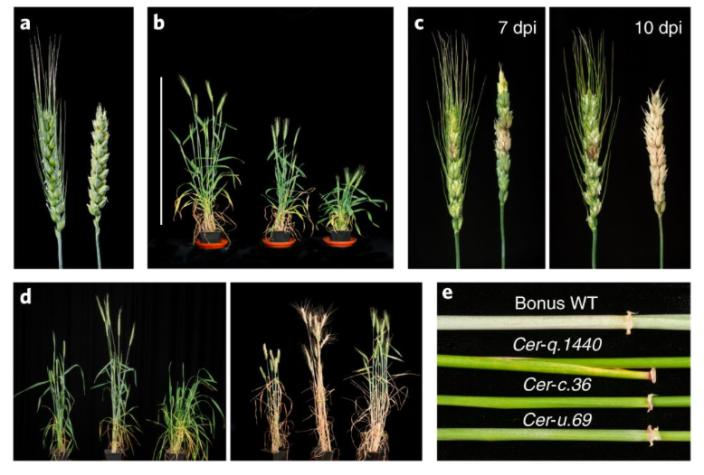 a
b
c
7 dpi
10 dpi
d
e
Bonus WT
Cer-q.1440
Cer-c.36
Cer-u.69